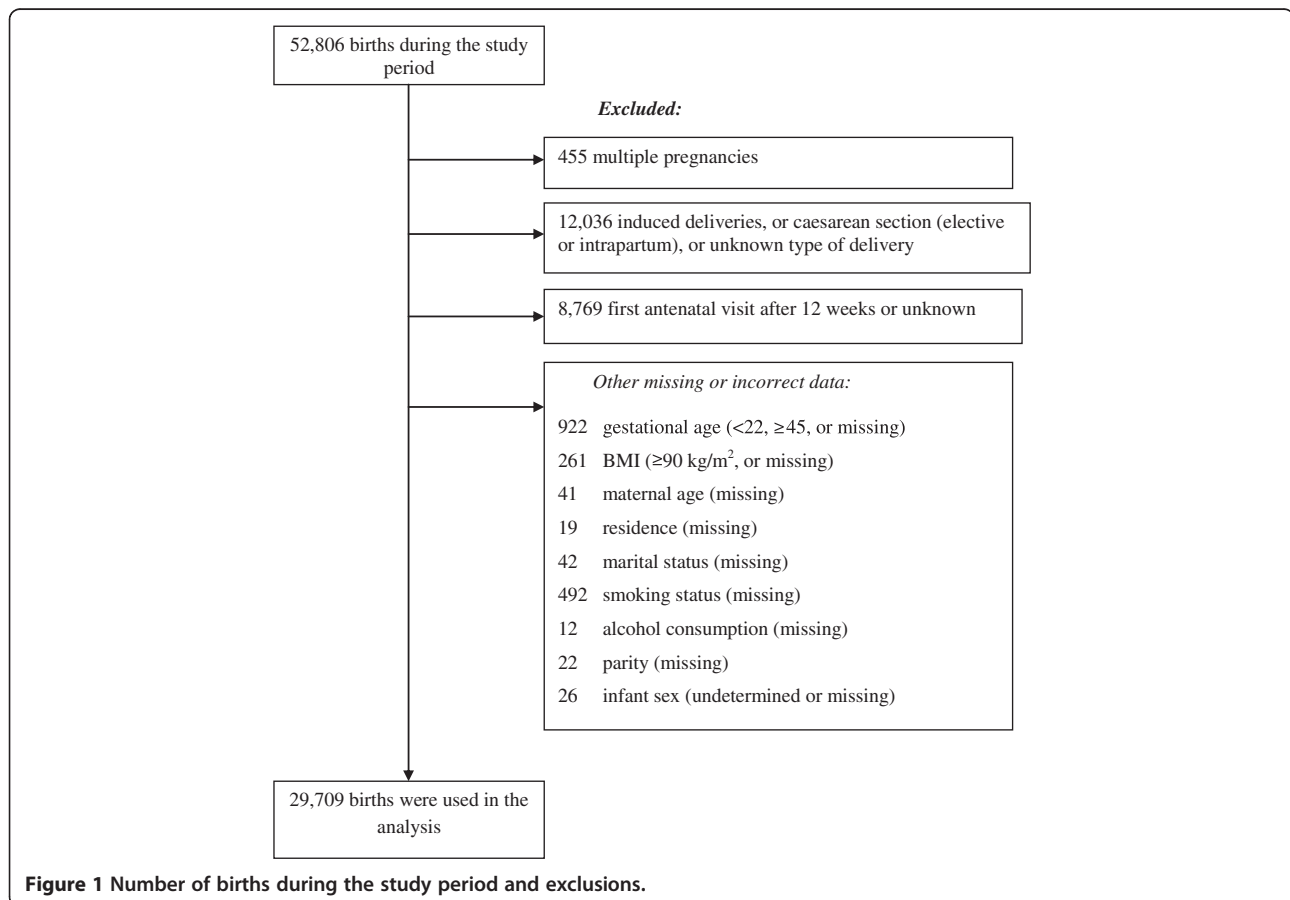 52,806 births during the study
period
Excluded:
455 multiple pregnancies
12,036 induced deliveries, or caesarean section (elective
or intrapartum), or unknown type of delivery
8,769 first antenatal visit after 12 weeks or unknown
Other missing or incorrect data:
922 gestational age (<22, ≥45, or missing)
261 BMI (≥90 kg/m², or missing)
41 maternal age (missing)
19 residence (missing)
42 marital status (missing)
492 smoking status (missing)
12 alcohol consumption (missing)
22 parity (missing)
26 infant sex (undetermined or missing)
29,709 births were used in the
analysis
Figure 1 Number of births during the study period and exclusions.